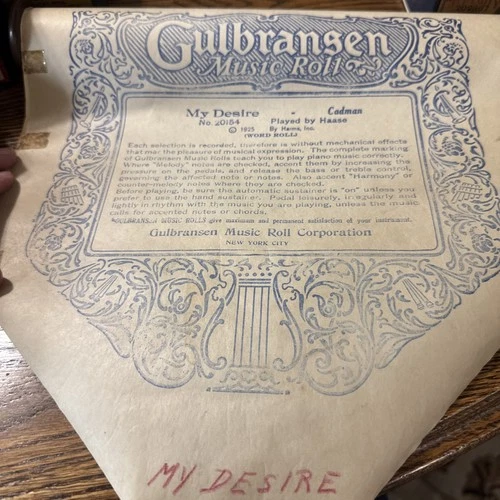 Gulbransen
Music Roll
My Desire - Cadman
No. 20154 Played by Haase
© 1925 By Harms, Inc.
(WORD ROLL)
Each selection is recorded, therefore is without mechanical effects
that mar the pleasure of musical expression. The complete marking
of Gulbransen Music Rolls teach you to play piano music correctly.
Where "Melody" notes are checked, accent them by increasing the
pressure on the pedals, and release the bass or treble control,
governing the affected note or notes. Also accent "Harmony" or
counter-melody notes where they are checked.
Before playing, be sure the automatic sustainer is "on" unless you
prefer to use the hand sustainer. Pedal leisurely, irregularly and
lightly in rhythm with the music you are playing, unless the music
calls for accented notes or chords.
GULBRANSEN MUSIC ROLLS give maximum and permanent satisfaction of your instrument.
Gulbransen Music Roll Corporation
NEW YORK CITY
MY DESIRE